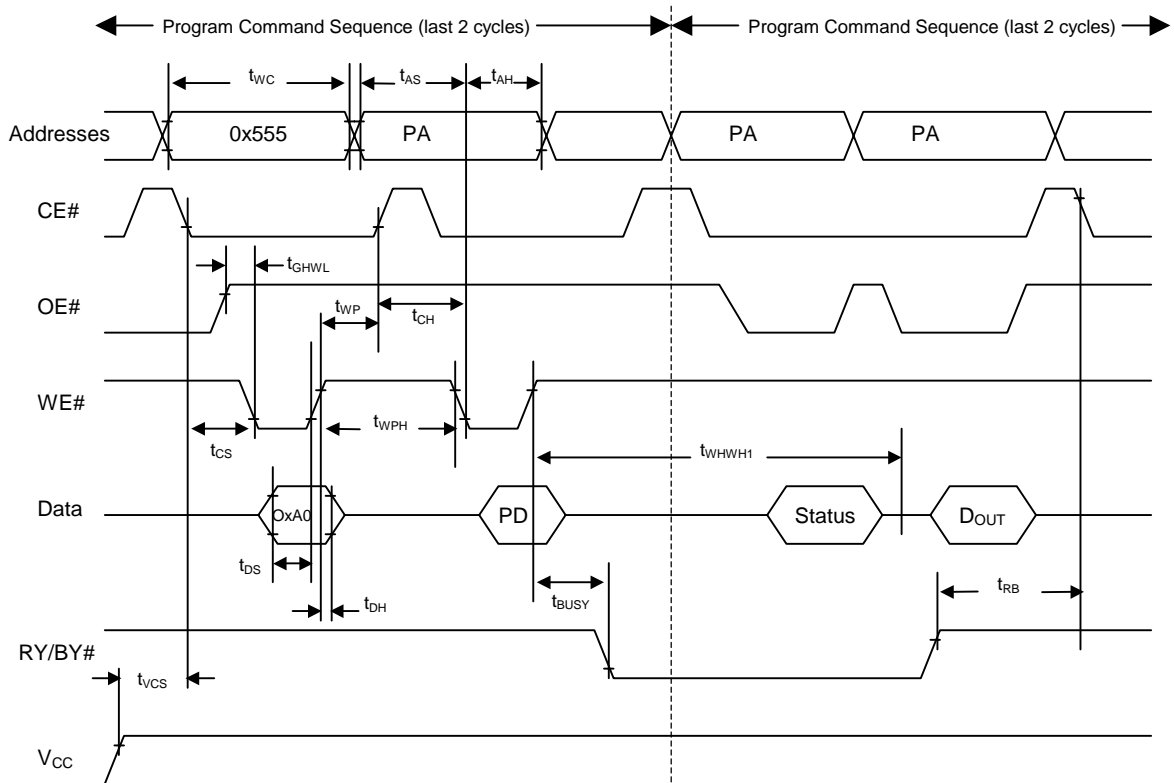 Program Command Sequence (last 2 cycles) Program Command Sequence (last 2 cycles)
tWC tAS tAH
Addresses 0x555 PA PA PA
CE#
tGHWL
OE# tWP tCH
WE#
tCS tWPH tWHWH1
Data OxA0 PD Status DOUT
tDS tDH tBUSY tRB
RY/BY#
tVCS
VCC